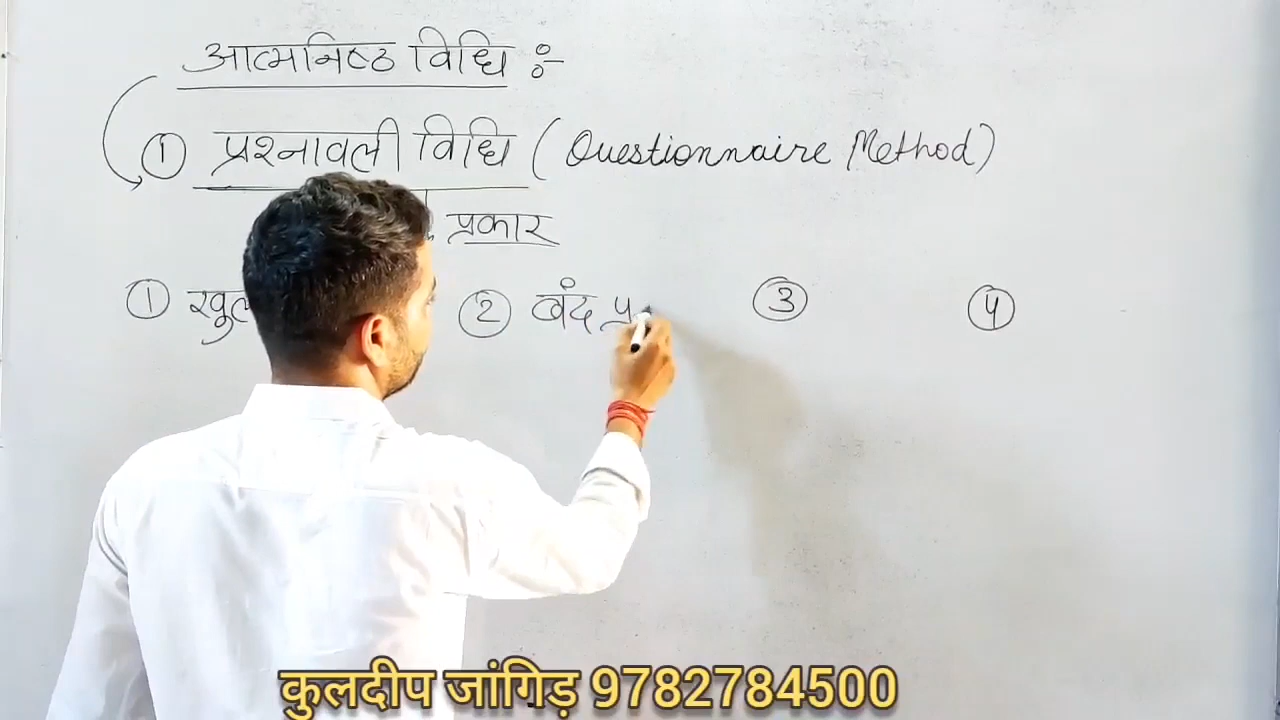 आत्मनिष्ठ विधि :-
① प्रश्नावली विधि (Questionnaire Method)
प्रकार
① ② बंद ③ ④
कुलदीप जांगिड़ 9782784500